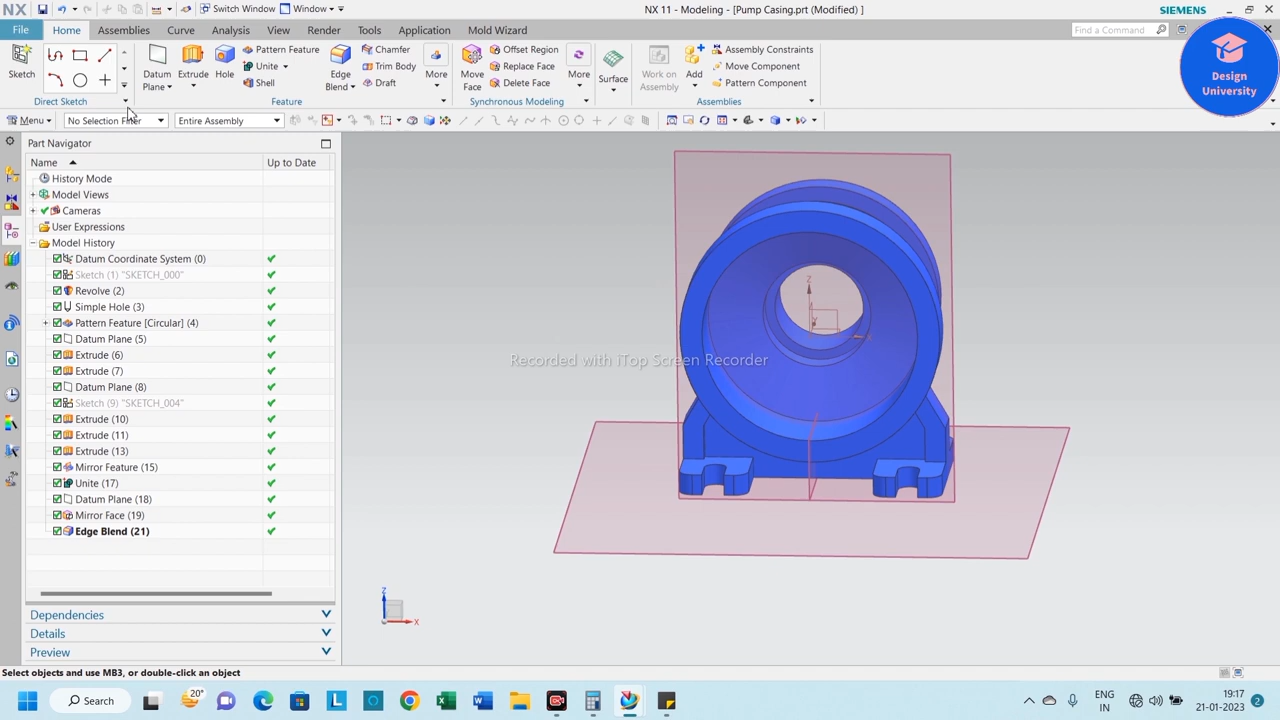 NX
Switch Window
Window
NX 11 - Modeling - [Pump Casing.prt (Modified) ]
SIEMENS
File
Home
Assemblies
Curve
Analysis
View
Render
Tools
Application
Mold Wizard
Find a Command
Sketch
Direct Sketch
Datum Plane
Extrude
Hole
Pattern Feature
Unite
Shell
Edge Blend
Chamfer
Trim Body
Draft
More
Feature
Move Face
Offset Region
Replace Face
Delete Face
More
Synchronous Modeling
Surface
Work on Assembly
Add
Assembly Constraints
Move Component
Pattern Component
Assemblies
Design
University
Menu
No Selection Filter
Entire Assembly
Part Navigator
Name
Up to Date
History Mode
Model Views
Cameras
User Expressions
Model History
Datum Coordinate System (0)
Sketch (1) "SKETCH_000"
Revolve (2)
Simple Hole (3)
Pattern Feature [Circular] (4)
Datum Plane (5)
Extrude (6)
Extrude (7)
Datum Plane (8)
Sketch (9) "SKETCH_004"
Extrude (10)
Extrude (11)
Extrude (13)
Mirror Feature (15)
Unite (17)
Datum Plane (18)
Mirror Face (19)
Edge Blend (21)
Z
Y
X
Recorded with iTop Screen Recorder
Z
X
Dependencies
Details
Preview
Select objects and use MB3, or double-click an object
Search
20°
ENG
IN
19:17
21-01-2023
2